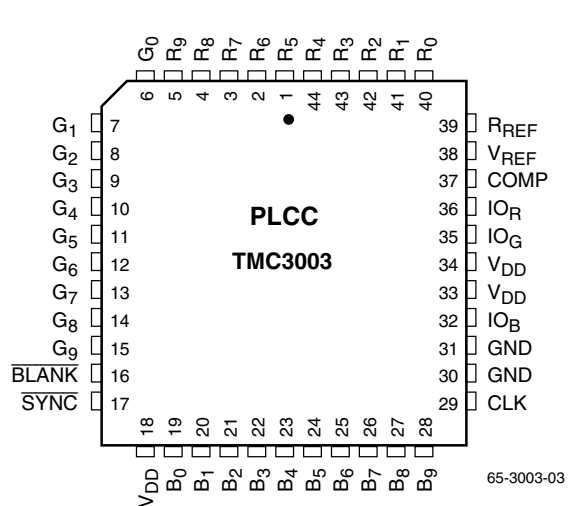 G0 R9 R8 R7 R6 R5 R4 R3 R2 R1 R0
6 5 4 3 2 1 44 43 42 41 40
G1 7 39 RREF
G2 8 38 VREF
G3 9 37 COMP
G4 10 36 IOR
G5 11 35 IOG
G6 12 34 VDD
G7 13 33 VDD
G8 14 32 IOB
G9 15 31 GND
BLANK 16 30 GND
SYNC 17 29 CLK
PLCC
TMC3003
18 19 20 21 22 23 24 25 26 27 28
VDD B0 B1 B2 B3 B4 B5 B6 B7 B8 B9
65-3003-03